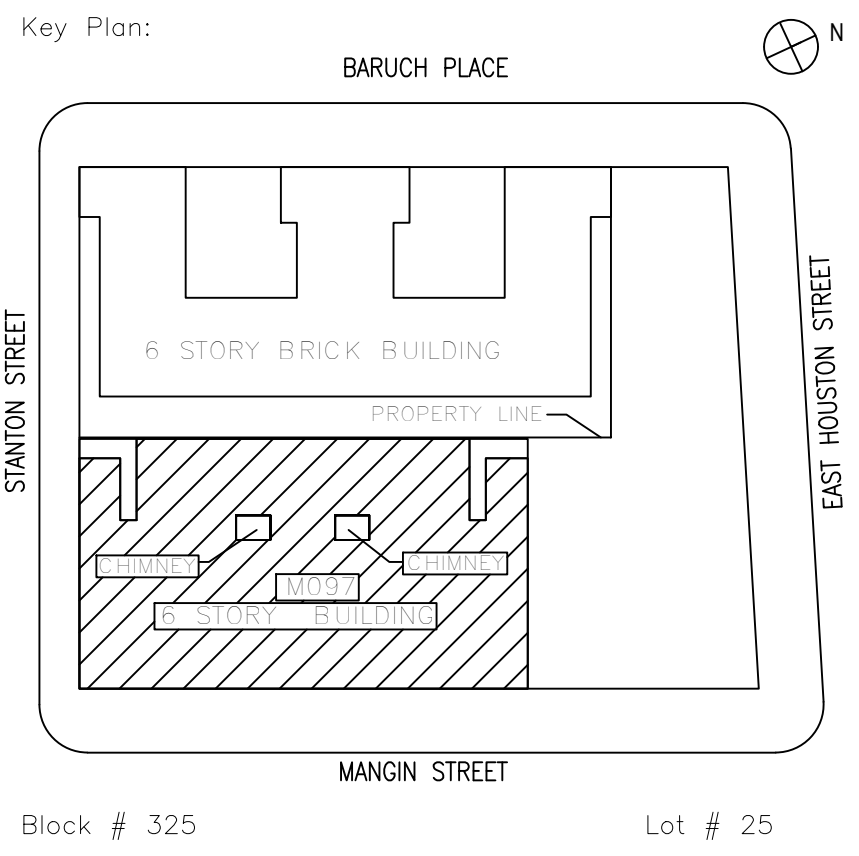 Key Plan:
N
BARUCH PLACE
STANTON STREET
EAST HOUSTON STREET
6 STORY BRICK BUILDING
PROPERTY LINE
CHIMNEY
CHIMNEY
M097
6 STORY BUILDING
MANGIN STREET
Block # 325
Lot # 25